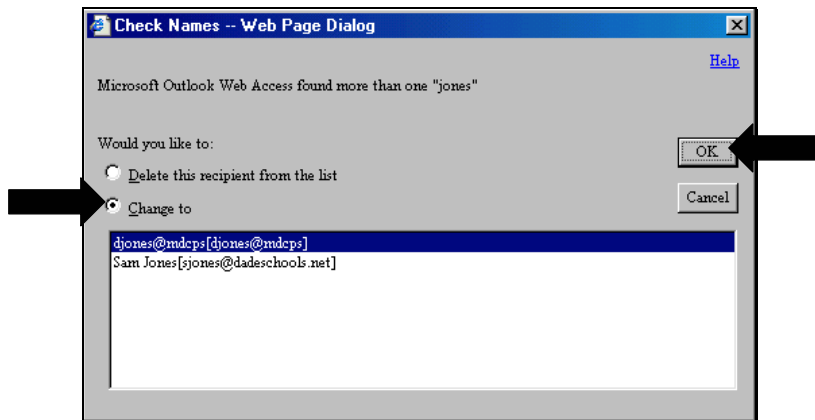 Check Names -- Web Page Dialog
Help
Microsoft Outlook Web Access found more than one "jones"
Would you like to:
OK
Delete this recipient from the list
Change to
Cancel
djones@mdcps[djones@mdcps]
Sam Jones[sjones@dadeschools.net]